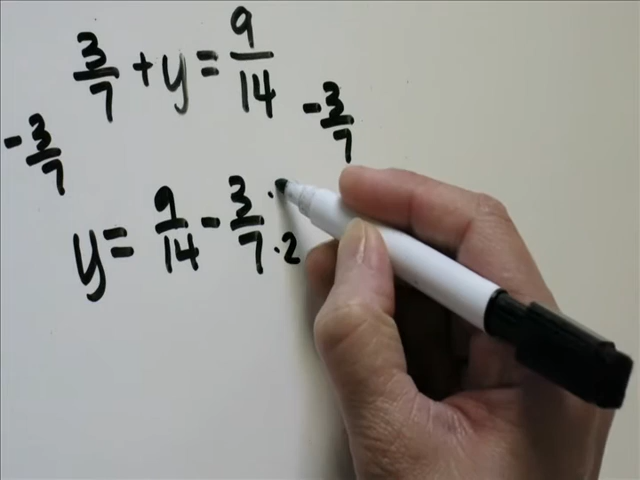 3/7 + y = 9/14
-3/7 -3/7
y = 9/14 - 3·/7·2